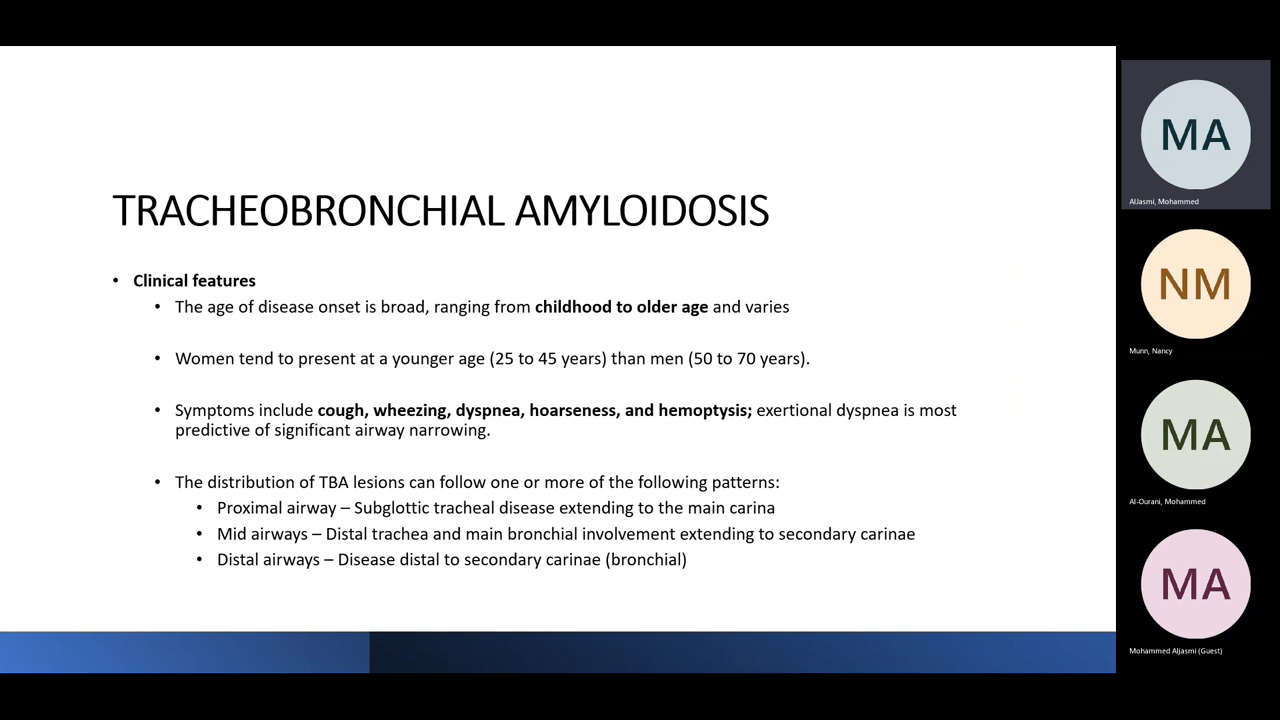 TRACHEOBRONCHIAL AMYLOIDOSIS
• Clinical features
• The age of disease onset is broad, ranging from childhood to older age and varies
• Women tend to present at a younger age (25 to 45 years) than men (50 to 70 years).
• Symptoms include cough, wheezing, dyspnea, hoarseness, and hemoptysis; exertional dyspnea is most
predictive of significant airway narrowing.
• The distribution of TBA lesions can follow one or more of the following patterns:
• Proximal airway – Subglottic tracheal disease extending to the main carina
• Mid airways – Distal trachea and main bronchial involvement extending to secondary carinae
• Distal airways – Disease distal to secondary carinae (bronchial)
MA
AlJasmi, Mohammed
NM
Munn, Nancy
MA
Al-Ourani, Mohammed
MA
Mohammed Aljasmi (Guest)